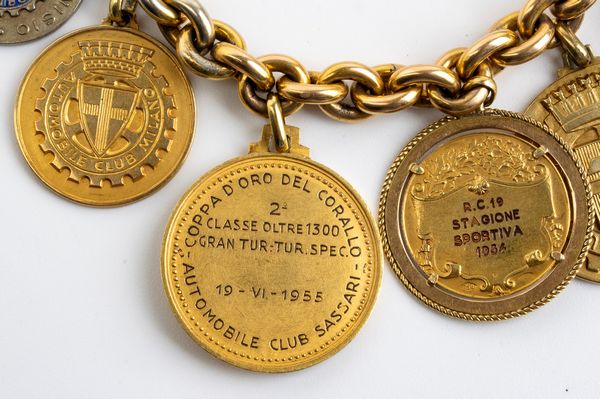 AUTOMOBILE CLUB MILANO
COPPA D'ORO DEL CORALLO
2ª
CLASSE OLTRE 1300
GRAN TUR:TUR. SPEC.
19-VI-1955
- AUTOMOBILE CLUB SASSARI -
R.C.19
STAGIONE
SPORTIVA
1954